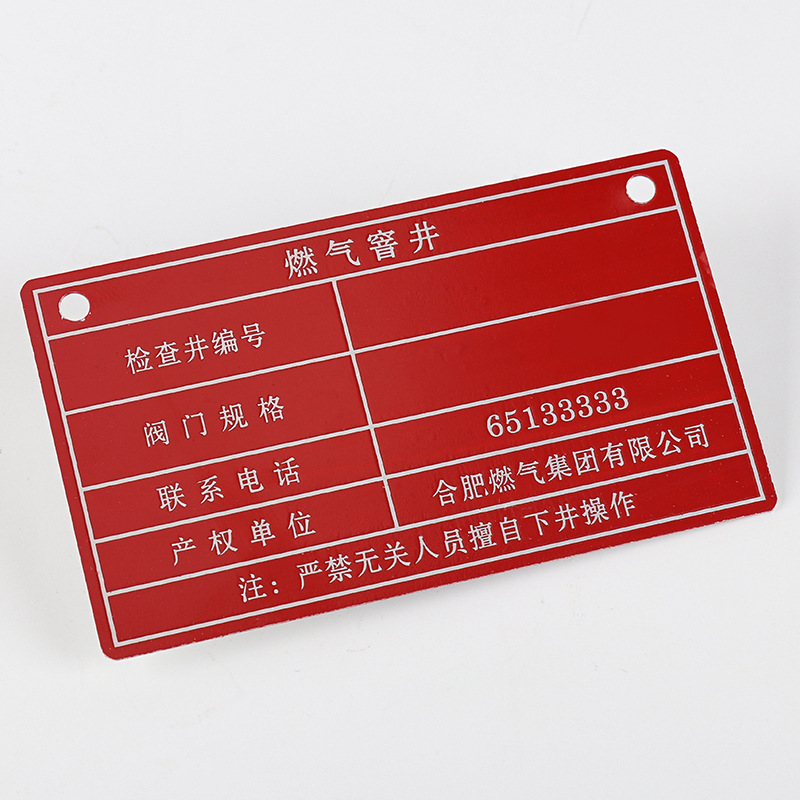 燃气窨井
检查井编号
阀门规格
联系电话 65133333
产权单位 合肥燃气集团有限公司
注：严禁无关人员擅自下井操作